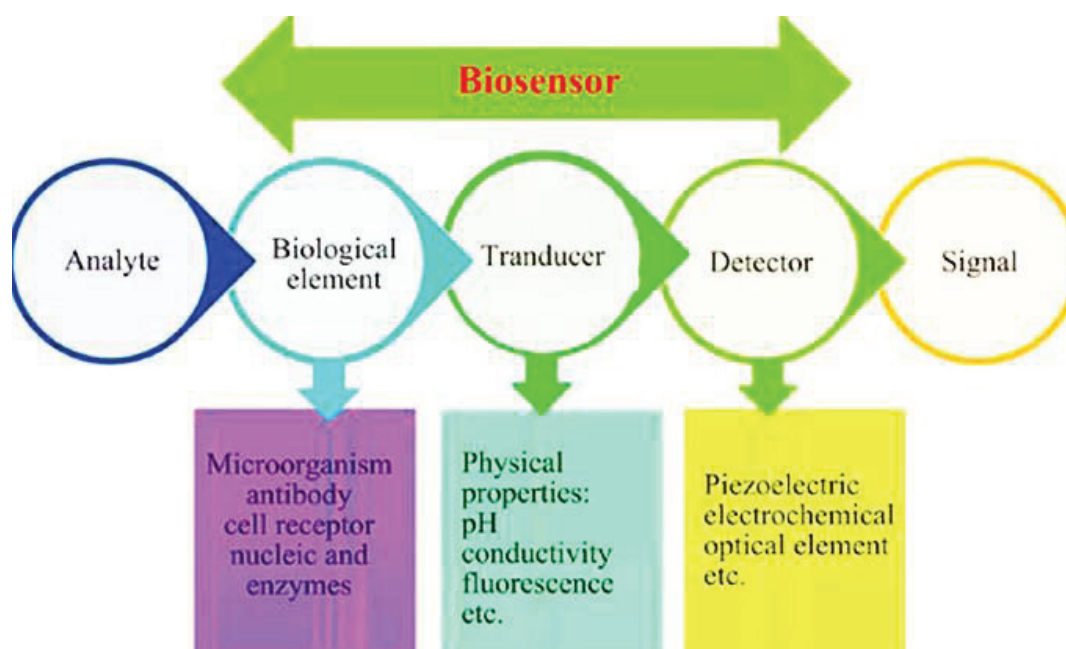 Biosensor
Analyte
Biological
element
Tranducer
Detector
Signal
Microorganism
antibody
cell receptor
nucleic and
enzymes
Physical
properties:
pH
conductivity
fluorescence
etc.
Piezoelectric
electrochemical
optical element
etc.